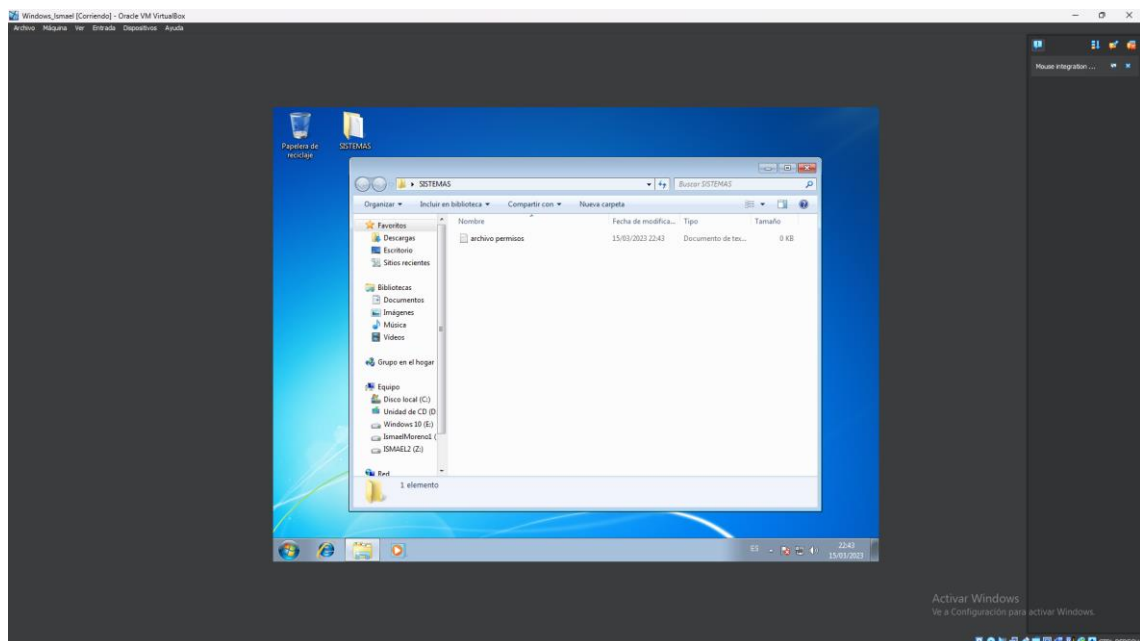 Windows_Ismael [Corriendo] - Oracle VM VirtualBox
Archivo Máquina Ver Entrada Dispositivos Ayuda
Mouse integration ...
Papelera de reciclaje
SISTEMAS
SISTEMAS
Buscar SISTEMAS
Organizar Incluir en biblioteca Compartir con Nueva carpeta
Nombre Fecha de modifica... Tipo Tamaño
archivo permisos 15/03/2023 22:43 Documento de tex... 0 KB
Favoritos
Descargas
Escritorio
Sitios recientes
Bibliotecas
Documentos
Imágenes
Música
Vídeos
Grupo en el hogar
Equipo
Disco local (C:)
Unidad de CD (D
Windows 10 (E:)
IsmaelMoreno1 (
ISMAEL2 (Z:)
Red
1 elemento
ES
22:43
15/03/2023
Activar Windows
Ve a Configuración para activar Windows.